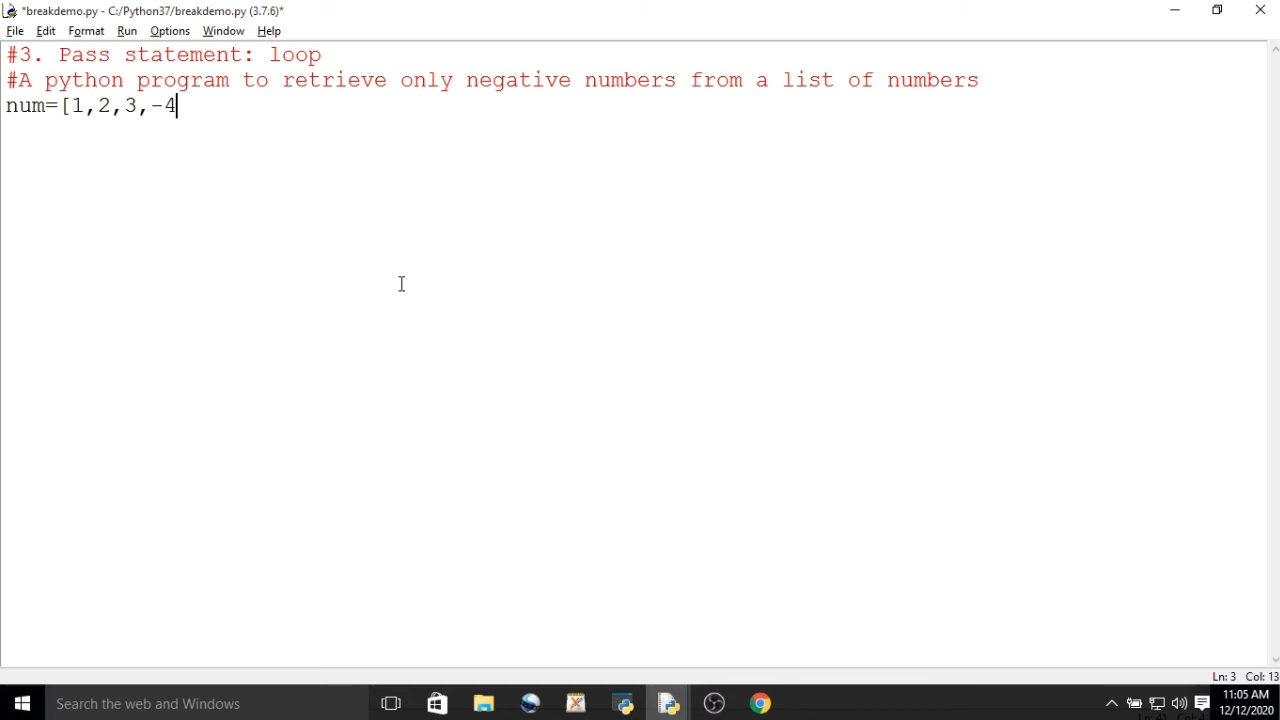 *breakdemo.py - C:/Python37/breakdemo.py (3.7.6)*
File Edit Format Run Options Window Help
#3. Pass statement: loop
#A python program to retrieve only negative numbers from a list of numbers
num=[1,2,3,-4
Ln: 3 Col: 13
Search the web and Windows
11:05 AM
12/12/2020